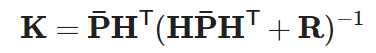 K = P̄Hᵀ(HP̄Hᵀ + R)⁻¹